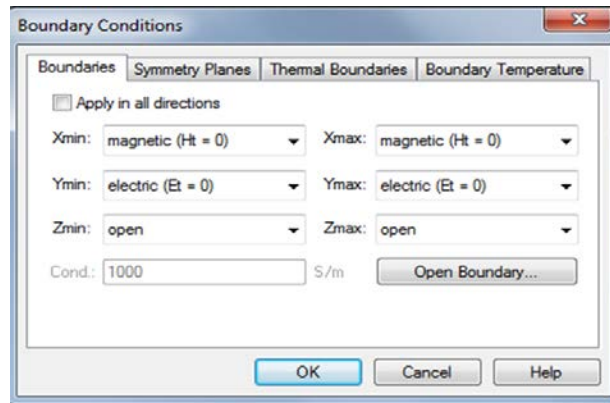 Boundary Conditions
Boundaries Symmetry Planes Thermal Boundaries Boundary Temperature
Apply in all directions
Xmin: magnetic (Ht = 0) Xmax: magnetic (Ht = 0)
Ymin: electric (Et = 0) Ymax: electric (Et = 0)
Zmin: open Zmax: open
Cond.: 1000 S/m Open Boundary...
OK Cancel Help